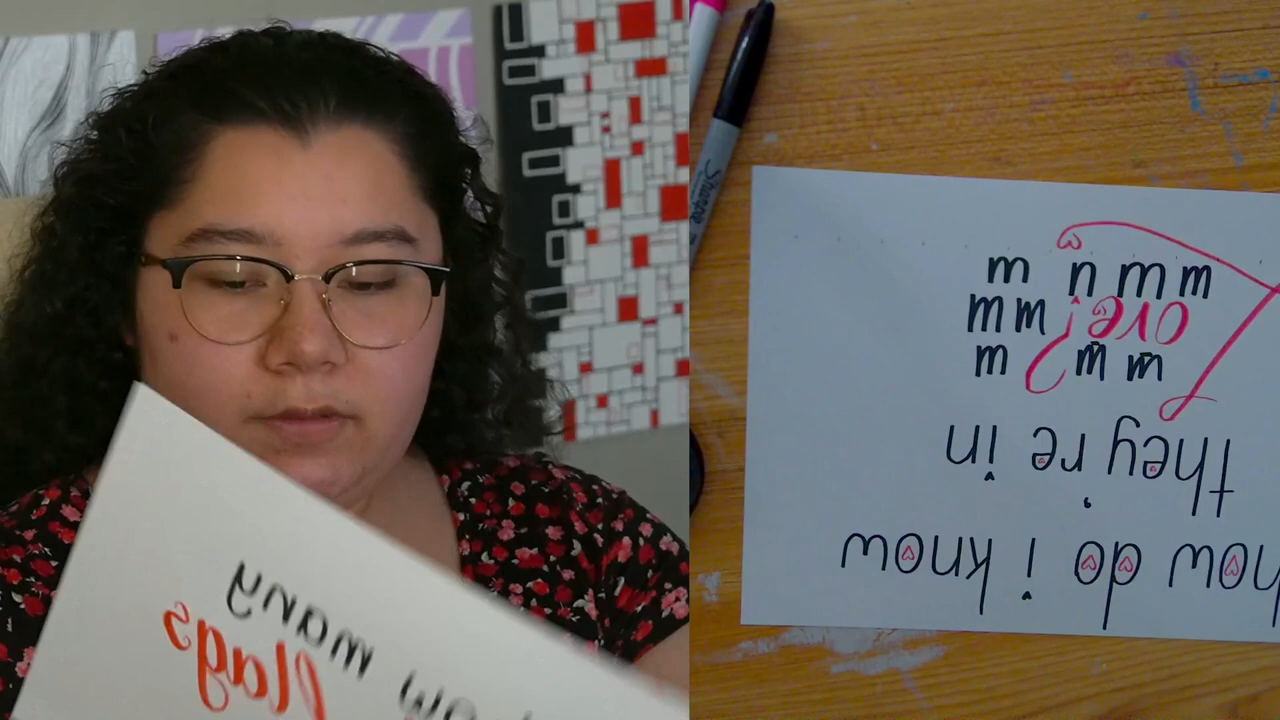 many
flags
Sharpie
how do i know
they're in
Love?
m n m m
m m
m m m